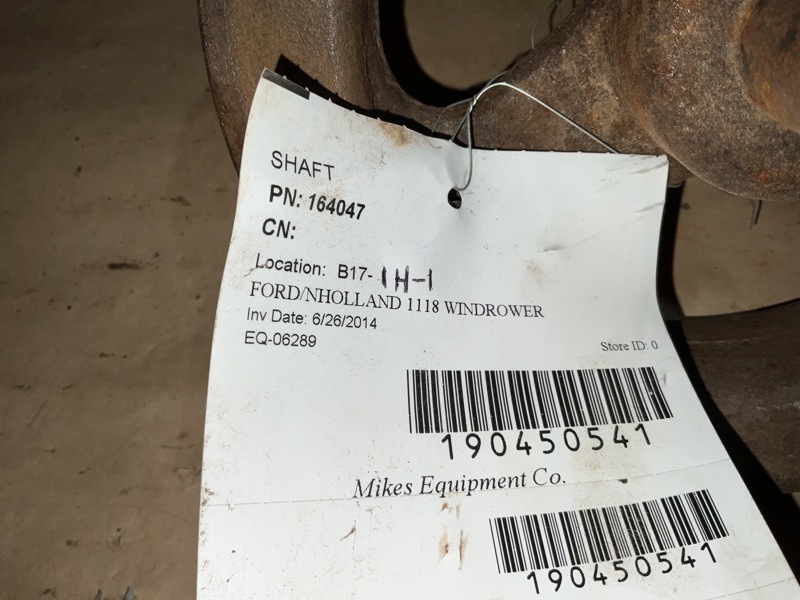 SHAFT
PN: 164047
CN:
Location: B17-1H-1
FORD/NHOLLAND 1118 WINDROWER
Inv Date: 6/26/2014
EQ-06289
Store ID: 0
190450541
Mikes Equipment Co.
190450541